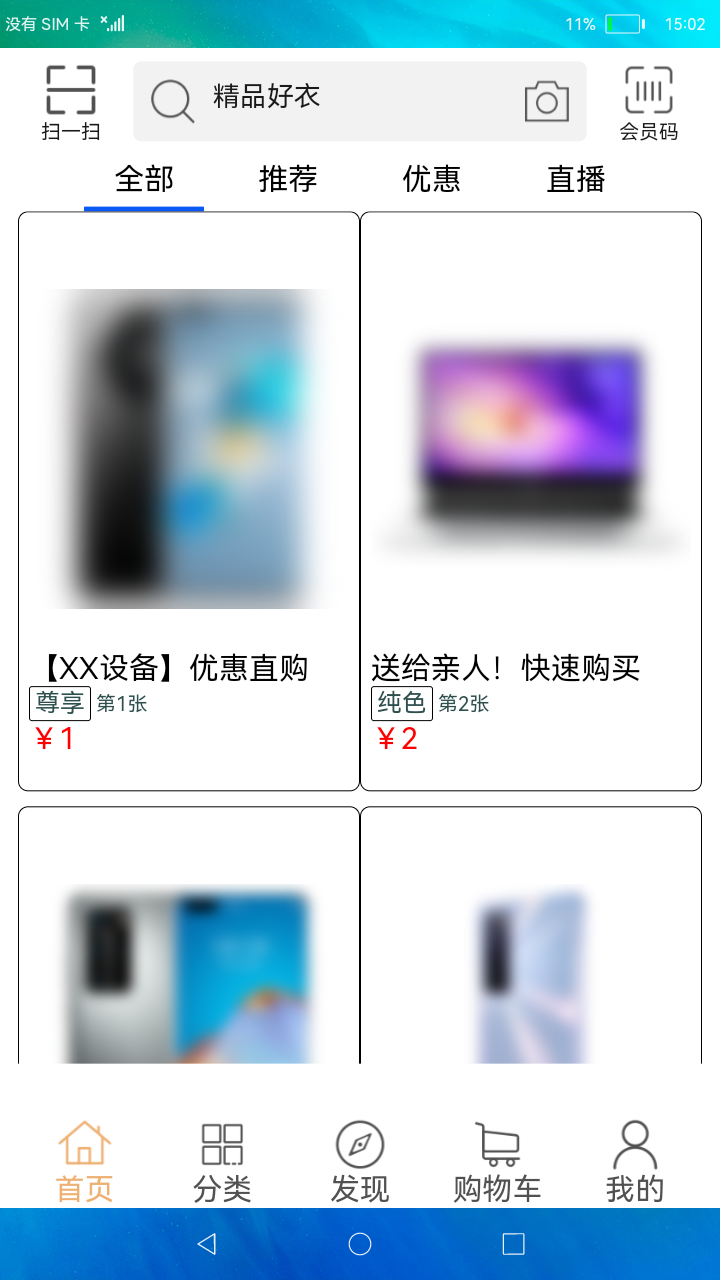 没有 SIM 卡
11%
15:02
扫一扫
精品好衣
会员码
全部
推荐
优惠
直播
【XX设备】优惠直购
尊享 第1张
￥1
送给亲人！快速购买
纯色 第2张
￥2
首页
分类
发现
购物车
我的